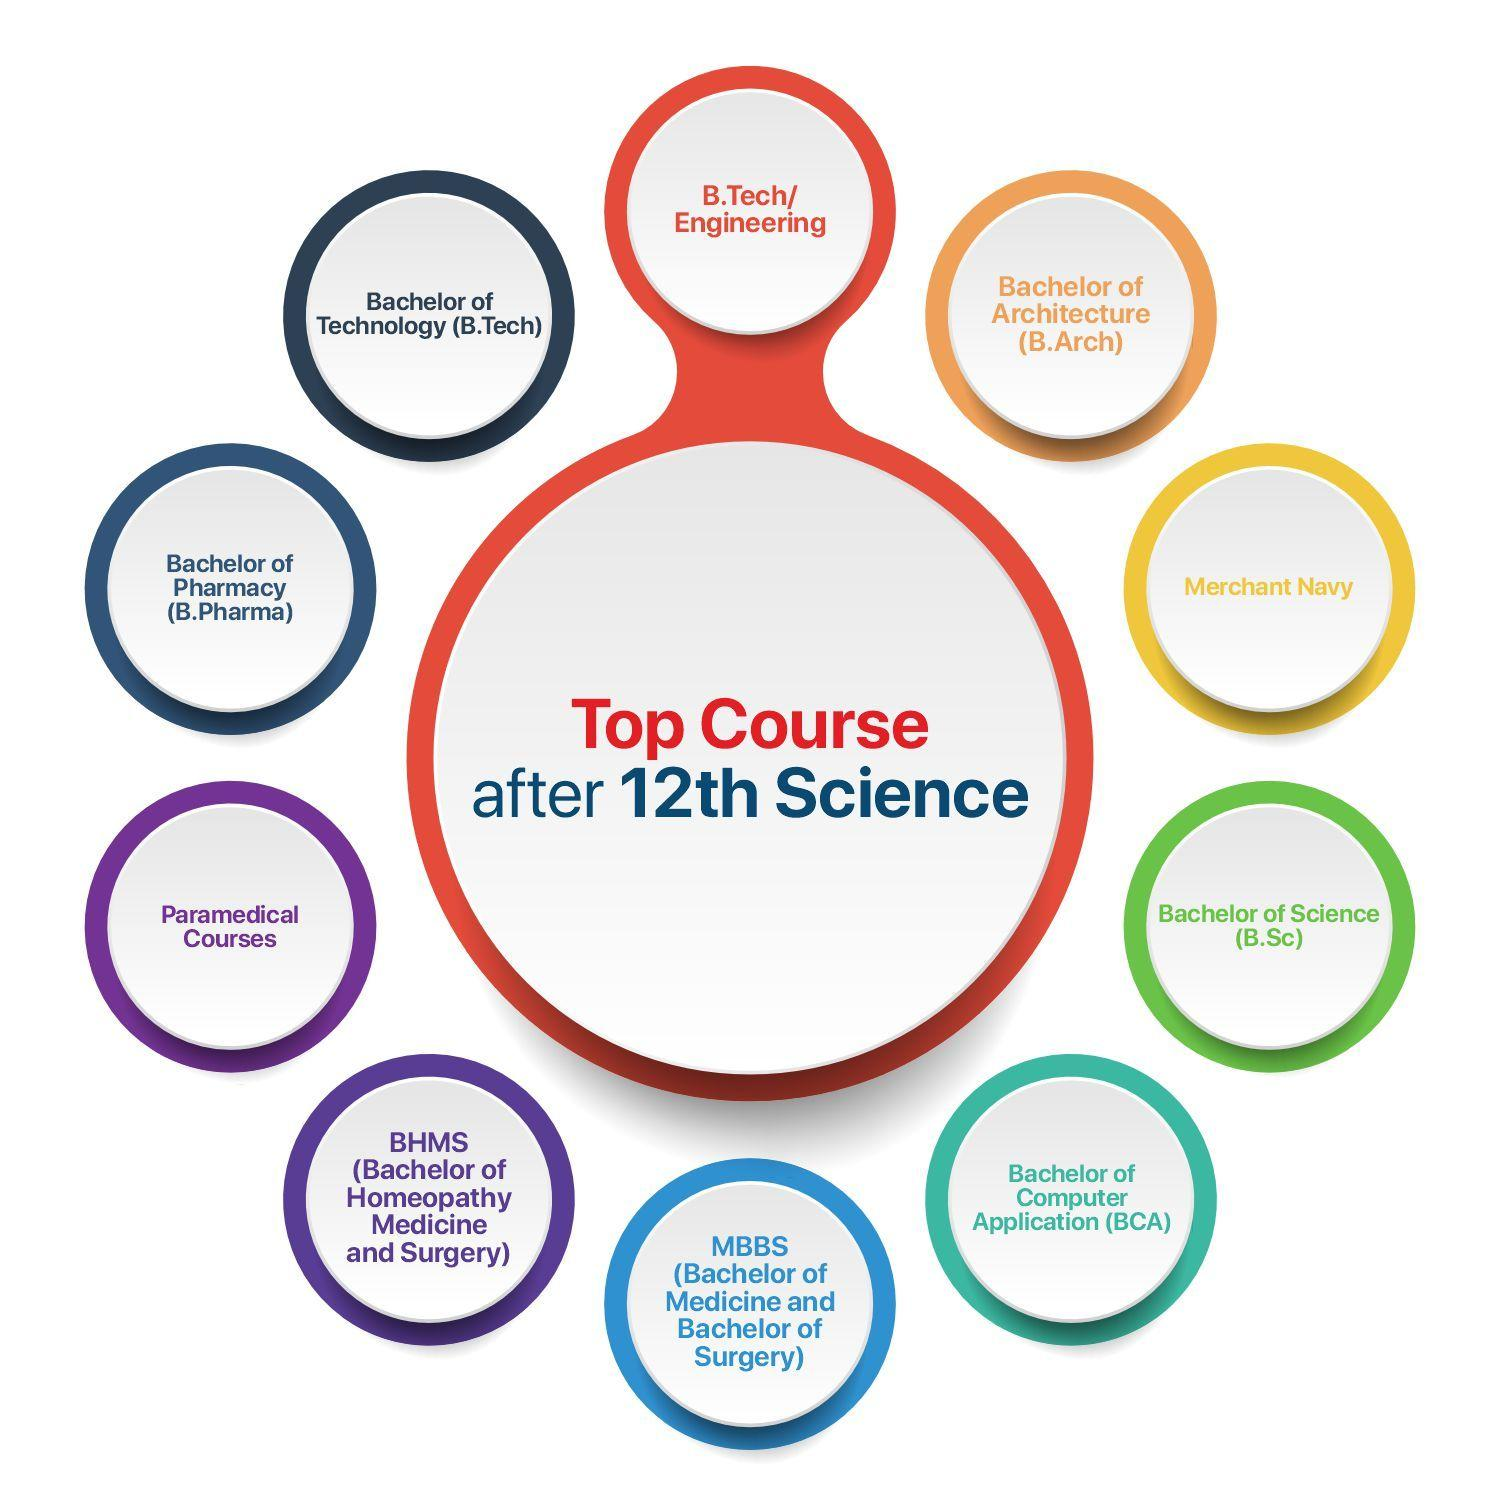 B.Tech/
Engineering
Bachelor of
Architecture
(B.Arch)
Merchant Navy
Bachelor of Science
(B.Sc)
Bachelor of
Computer
Application (BCA)
MBBS
(Bachelor of
Medicine and
Bachelor of
Surgery)
BHMS
(Bachelor of
Homeopathy
Medicine
and Surgery)
Paramedical
Courses
Bachelor of
Pharmacy
(B.Pharma)
Bachelor of
Technology (B.Tech)
Top Course
after 12th Science